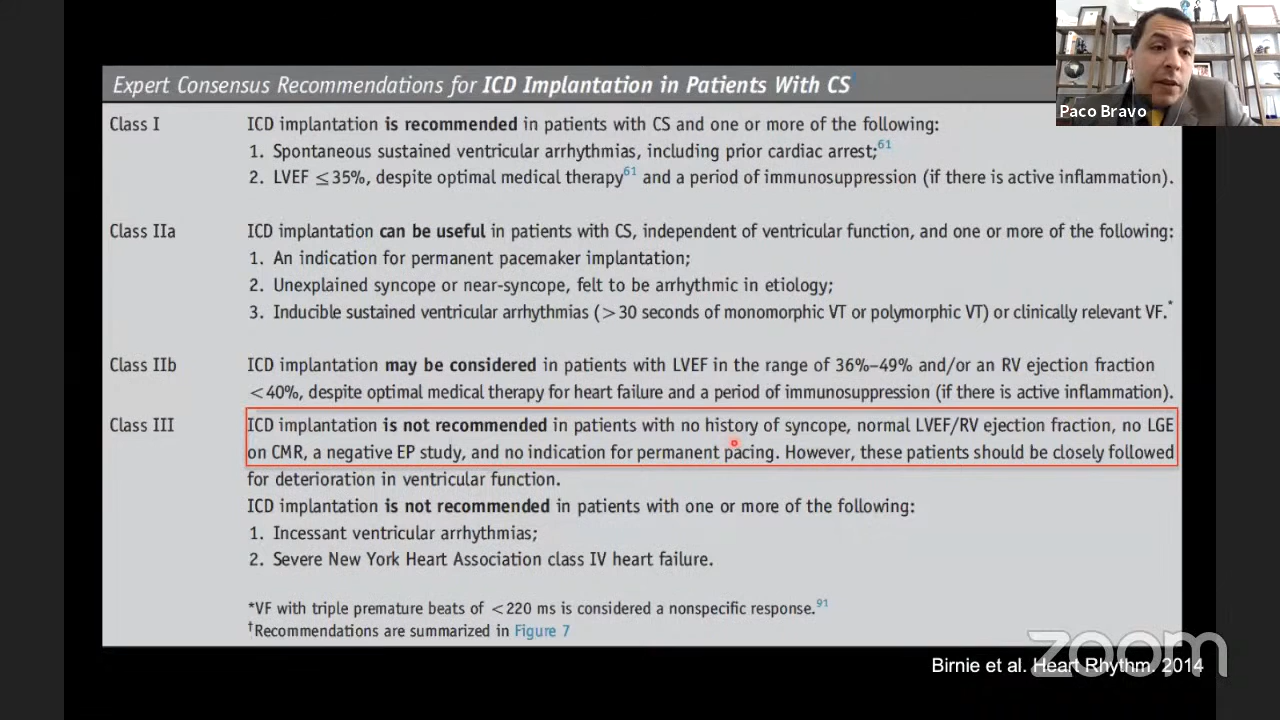 Paco Bravo
Expert Consensus Recommendations for ICD Implantation in Patients With CS
Class I ICD implantation is recommended in patients with CS and one or more of the following:
1. Spontaneous sustained ventricular arrhythmias, including prior cardiac arrest;61
2. LVEF ≤35%, despite optimal medical therapy61 and a period of immunosuppression (if there is active inflammation).
Class IIa ICD implantation can be useful in patients with CS, independent of ventricular function, and one or more of the following:
1. An indication for permanent pacemaker implantation;
2. Unexplained syncope or near-syncope, felt to be arrhythmic in etiology;
3. Inducible sustained ventricular arrhythmias (>30 seconds of monomorphic VT or polymorphic VT) or clinically relevant VF.*
Class IIb ICD implantation may be considered in patients with LVEF in the range of 36%–49% and/or an RV ejection fraction
<40%, despite optimal medical therapy for heart failure and a period of immunosuppression (if there is active inflammation).
Class III ICD implantation is not recommended in patients with no history of syncope, normal LVEF/RV ejection fraction, no LGE
on CMR, a negative EP study, and no indication for permanent pacing. However, these patients should be closely followed
for deterioration in ventricular function.
ICD implantation is not recommended in patients with one or more of the following:
1. Incessant ventricular arrhythmias;
2. Severe New York Heart Association class IV heart failure.
*VF with triple premature beats of <220 ms is considered a nonspecific response.91
†Recommendations are summarized in Figure 7
Birnie et al. Heart Rhythm. 2014
zoom